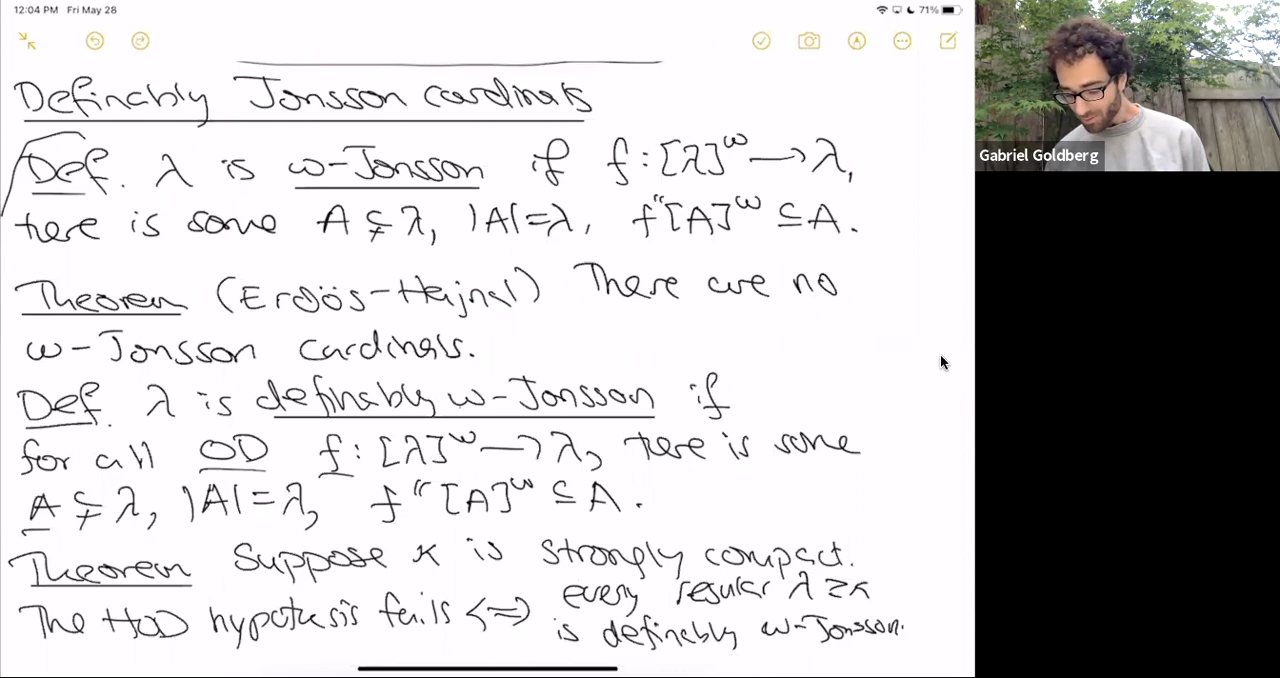 12:04 PM Fri May 28
71%
Definably Jonsson cardinals
Def. λ is ω-Jonsson if f : [λ]^ω → λ,
there is some A ⊊ λ, |A| = λ, f"[A]^ω ⊆ A.
Theorem (Erdös-Hajnal) There are no
ω-Jonsson cardinals.
Def. λ is definably ω-Jonsson if
for all OD f : [λ]^ω → λ, there is some
A ⊊ λ, |A| = λ, f"[A]^ω ⊆ A.
Theorem Suppose κ is strongly compact.
The HOD hypothesis fails <=> every regular λ ≥ κ
is definably ω-Jonsson.
Gabriel Goldberg